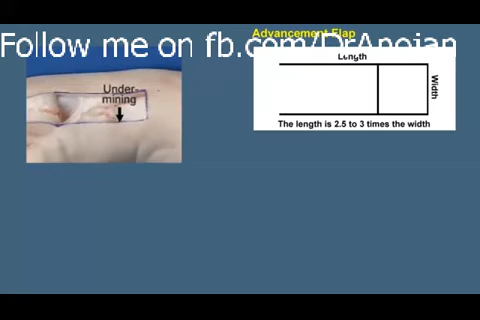 Advancement Flap
Follow me on fb.com/DrAnojan
Length
Under-
mining
Width
The length is 2.5 to 3 times the width